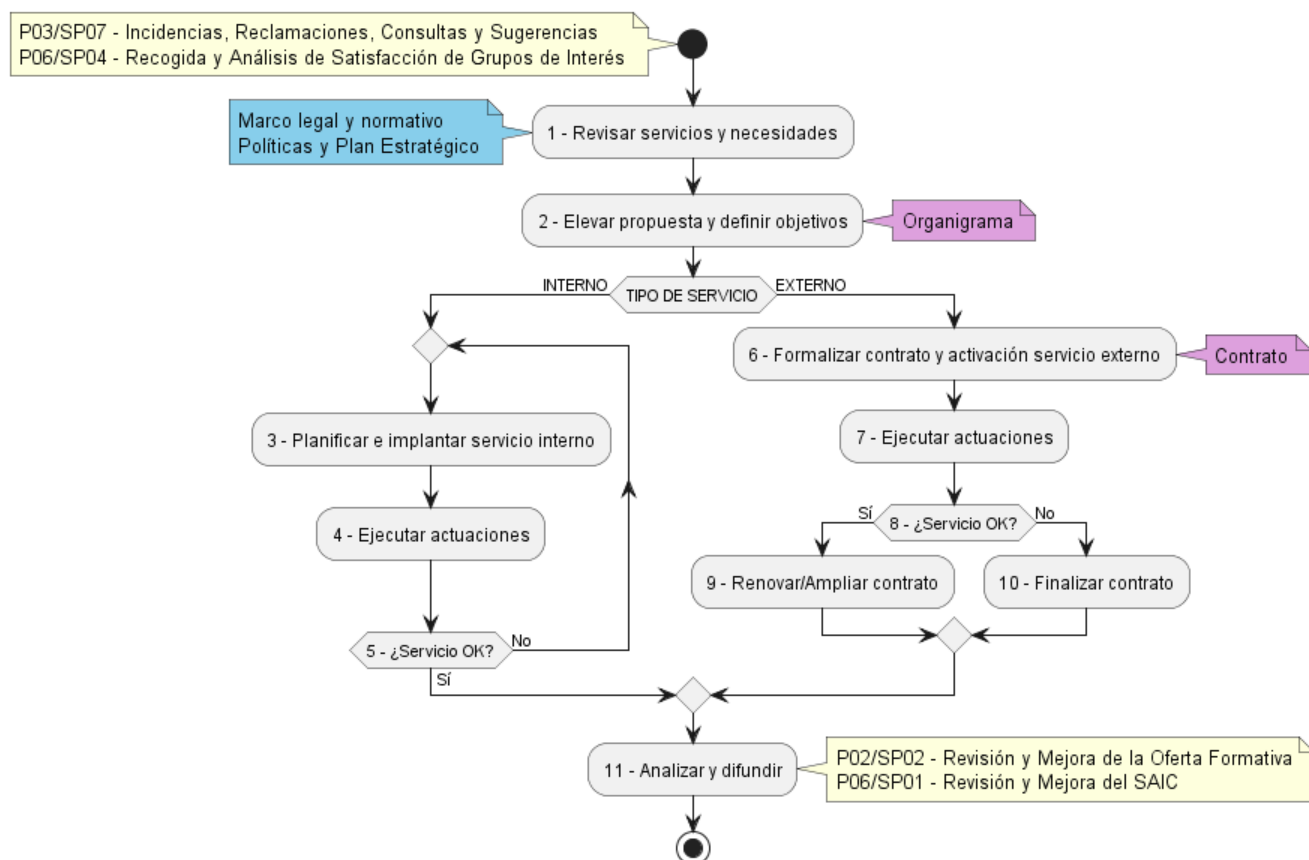 P03/SP07 - Incidencias, Reclamaciones, Consultas y Sugerencias
P06/SP04 - Recogida y Análisis de Satisfacción de Grupos de Interés
Marco legal y normativo
Políticas y Plan Estratégico
1 - Revisar servicios y necesidades
2 - Elevar propuesta y definir objetivos
Organigrama
INTERNO
TIPO DE SERVICIO
EXTERNO
6 - Formalizar contrato y activación servicio externo
Contrato
3 - Planificar e implantar servicio interno
7 - Ejecutar actuaciones
4 - Ejecutar actuaciones
Sí
8 - ¿Servicio OK?
No
9 - Renovar/Ampliar contrato
10 - Finalizar contrato
5 - ¿Servicio OK?
No
Sí
11 - Analizar y difundir
P02/SP02 - Revisión y Mejora de la Oferta Formativa
P06/SP01 - Revisión y Mejora del SAIC